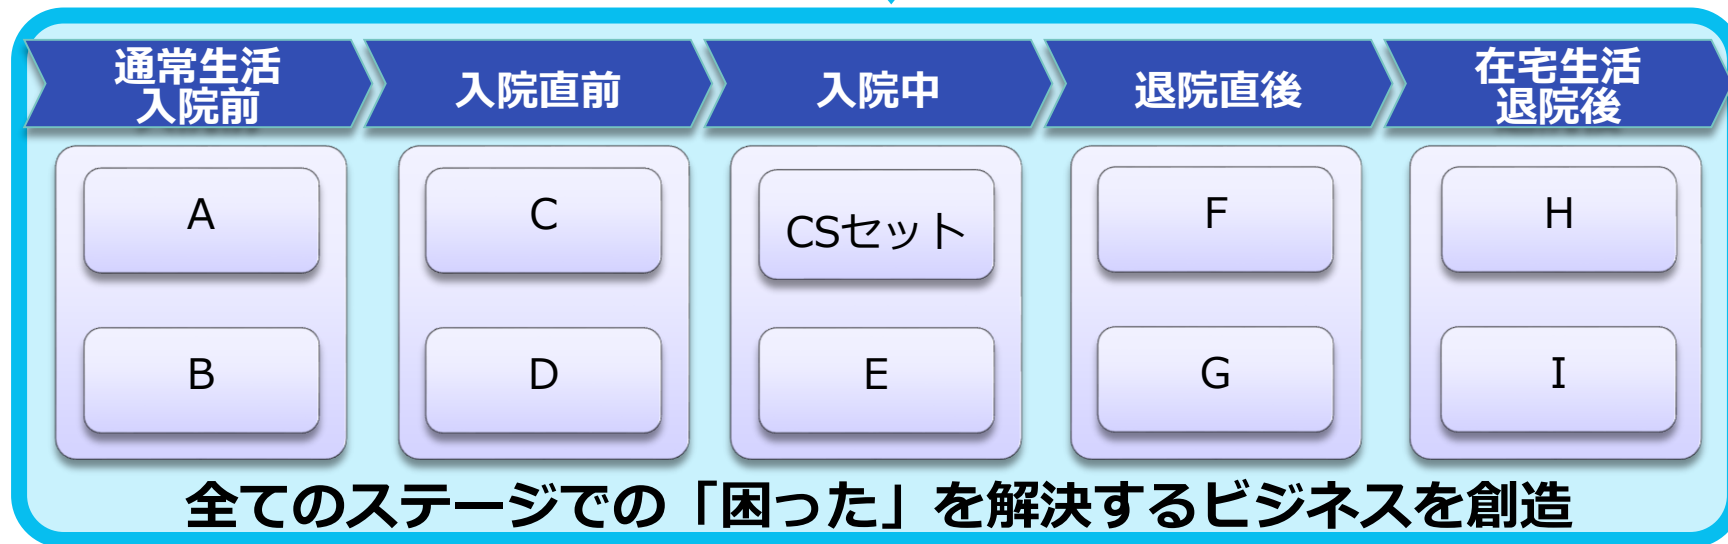 通常生活
入院前
入院直前
入院中
退院直後
在宅生活
退院後
A
C
CSセット
F
H
B
D
E
G
I
全てのステージでの「困った」を解決するビジネスを創造